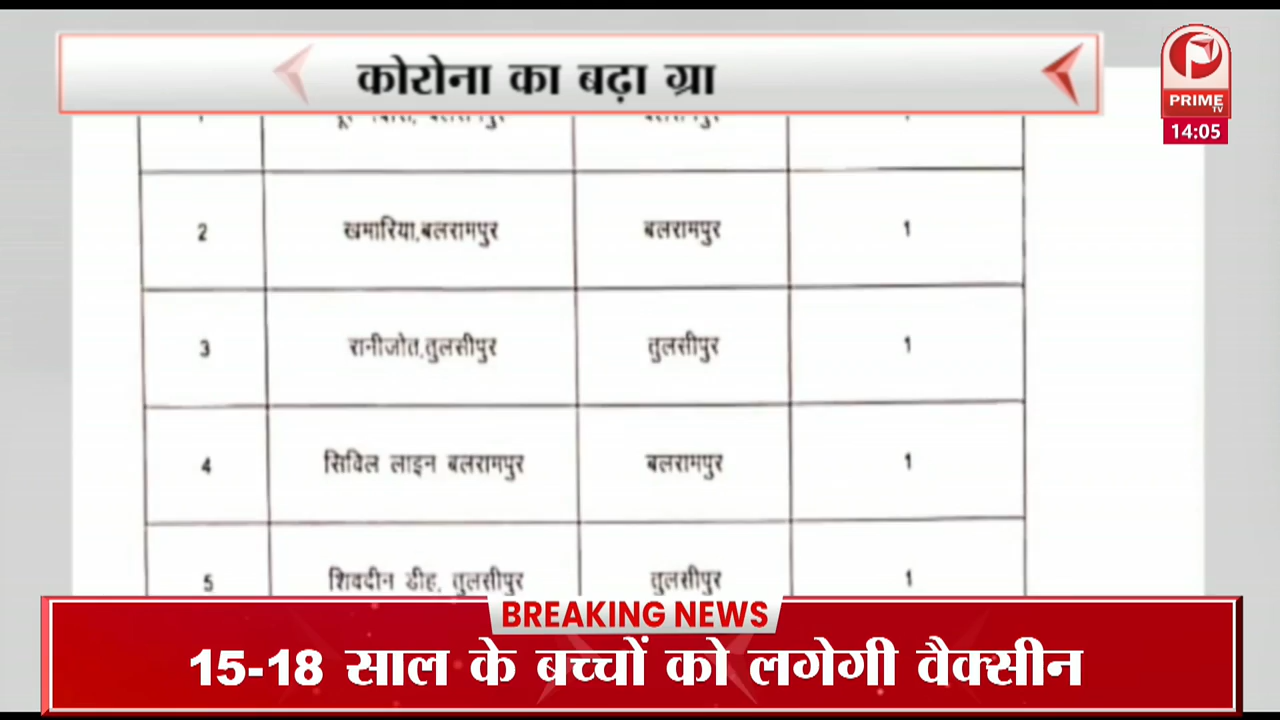 कोरोना का बढ़ा ग्रा
PRIME
TV
14:05
2 खमारिया,बलरामपुर बलरामपुर 1
3 रानीजोत,तुलसीपुर तुलसीपुर 1
4 सिविल लाइन बलरामपुर बलरामपुर 1
5 शिवदीन डीह, तुलसीपुर तुलसीपुर 1
BREAKING NEWS
15-18 साल के बच्चों को लगेगी वैक्सीन